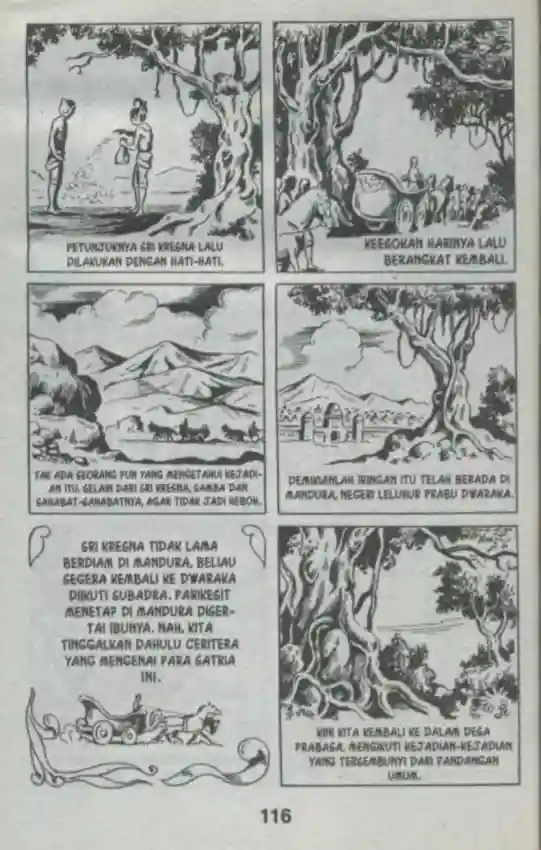 PETUNJUKNYA SRI KRESNA LALU
DILAKUKAN DENGAN HATI-HATI.
KEESOKAN HARINYA LALU
BERANGKAT KEMBALI.
TAK ADA SEORANG PUN YANG MENGETAHUI KEJADI-
AN ITU. SELAIN DARI SRI KRESNA, SAMBA DAN
SAHABAT-SAHABATNYA, AGAR TIDAK JADI HEBOH.
DEMIKIANLAH IRINGAN ITU TELAH BERADA DI
MANDURA, NEGERI LELUHUR PRABU DWARAKA.
SRI KRESNA TIDAK LAMA
BERDIAM DI MANDURA. BELIAU
SEGERA KEMBALI KE DWARAKA
DIIKUTI SUBADRA. PARIKESIT
MENETAP DI MANDURA DISER-
TAI IBUNYA. NAH, KITA
TINGGALKAN DAHULU CERITERA
YANG MENGENAI PARA SATRIA
INI.
KINI KITA KEMBALI KE DALAM DESA
PRABASA. MENGIKUTI KEJADIAN-KEJADIAN
YANG TERSEMBUNYI DARI PANDANGAN
UMUM.
116